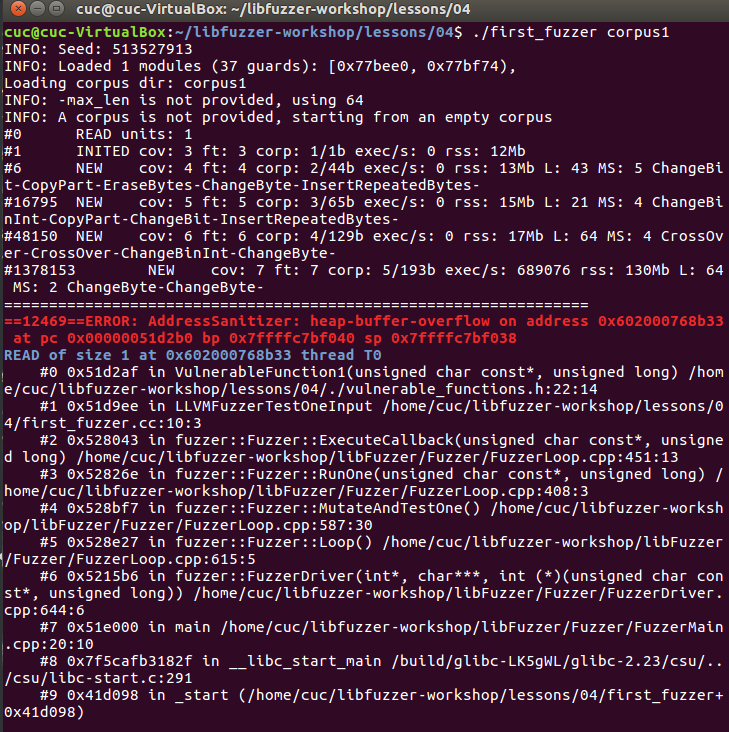 cuc@cuc-VirtualBox: ~/libfuzzer-workshop/lessons/04
cuc@cuc-VirtualBox:~/libfuzzer-workshop/lessons/04$ ./first_fuzzer corpus1
INFO: Seed: 513527913
INFO: Loaded 1 modules (37 guards): [0x77bee0, 0x77bf74),
Loading corpus dir: corpus1
INFO: -max_len is not provided, using 64
INFO: A corpus is not provided, starting from an empty corpus
#0      READ units: 1
#1      INITED cov: 3 ft: 3 corp: 1/1b exec/s: 0 rss: 12Mb
#6      NEW    cov: 4 ft: 4 corp: 2/44b exec/s: 0 rss: 13Mb L: 43 MS: 5 ChangeBi
t-CopyPart-EraseBytes-ChangeByte-InsertRepeatedBytes-
#16795  NEW    cov: 5 ft: 5 corp: 3/65b exec/s: 0 rss: 15Mb L: 21 MS: 4 ChangeBi
nInt-CopyPart-ChangeBit-InsertRepeatedBytes-
#48150  NEW    cov: 6 ft: 6 corp: 4/129b exec/s: 0 rss: 17Mb L: 64 MS: 4 CrossOv
er-CrossOver-ChangeBinInt-ChangeByte-
#1378153        NEW    cov: 7 ft: 7 corp: 5/193b exec/s: 689076 rss: 130Mb L: 64
 MS: 2 ChangeByte-ChangeByte-
=================================================================
==12469==ERROR: AddressSanitizer: heap-buffer-overflow on address 0x602000768b33
 at pc 0x00000051d2b0 bp 0x7ffffc7bf040 sp 0x7ffffc7bf038
READ of size 1 at 0x602000768b33 thread T0
    #0 0x51d2af in VulnerableFunction1(unsigned char const*, unsigned long) /hom
e/cuc/libfuzzer-workshop/lessons/04/./vulnerable_functions.h:22:14
    #1 0x51d9ee in LLVMFuzzerTestOneInput /home/cuc/libfuzzer-workshop/lessons/0
4/first_fuzzer.cc:10:3
    #2 0x528043 in fuzzer::Fuzzer::ExecuteCallback(unsigned char const*, unsigne
d long) /home/cuc/libfuzzer-workshop/libFuzzer/Fuzzer/FuzzerLoop.cpp:451:13
    #3 0x52826e in fuzzer::Fuzzer::RunOne(unsigned char const*, unsigned long) /
home/cuc/libfuzzer-workshop/libFuzzer/Fuzzer/FuzzerLoop.cpp:408:3
    #4 0x528bf7 in fuzzer::Fuzzer::MutateAndTestOne() /home/cuc/libfuzzer-worksh
op/libFuzzer/Fuzzer/FuzzerLoop.cpp:587:30
    #5 0x528e27 in fuzzer::Fuzzer::Loop() /home/cuc/libfuzzer-workshop/libFuzzer
/Fuzzer/FuzzerLoop.cpp:615:5
    #6 0x5215b6 in fuzzer::FuzzerDriver(int*, char***, int (*)(unsigned char con
st*, unsigned long)) /home/cuc/libfuzzer-workshop/libFuzzer/Fuzzer/FuzzerDriver.
cpp:644:6
    #7 0x51e000 in main /home/cuc/libfuzzer-workshop/libFuzzer/Fuzzer/FuzzerMain
.cpp:20:10
    #8 0x7f5cafb3182f in __libc_start_main /build/glibc-LK5gWL/glibc-2.23/csu/..
/csu/libc-start.c:291
    #9 0x41d098 in _start (/home/cuc/libfuzzer-workshop/lessons/04/first_fuzzer+
0x41d098)